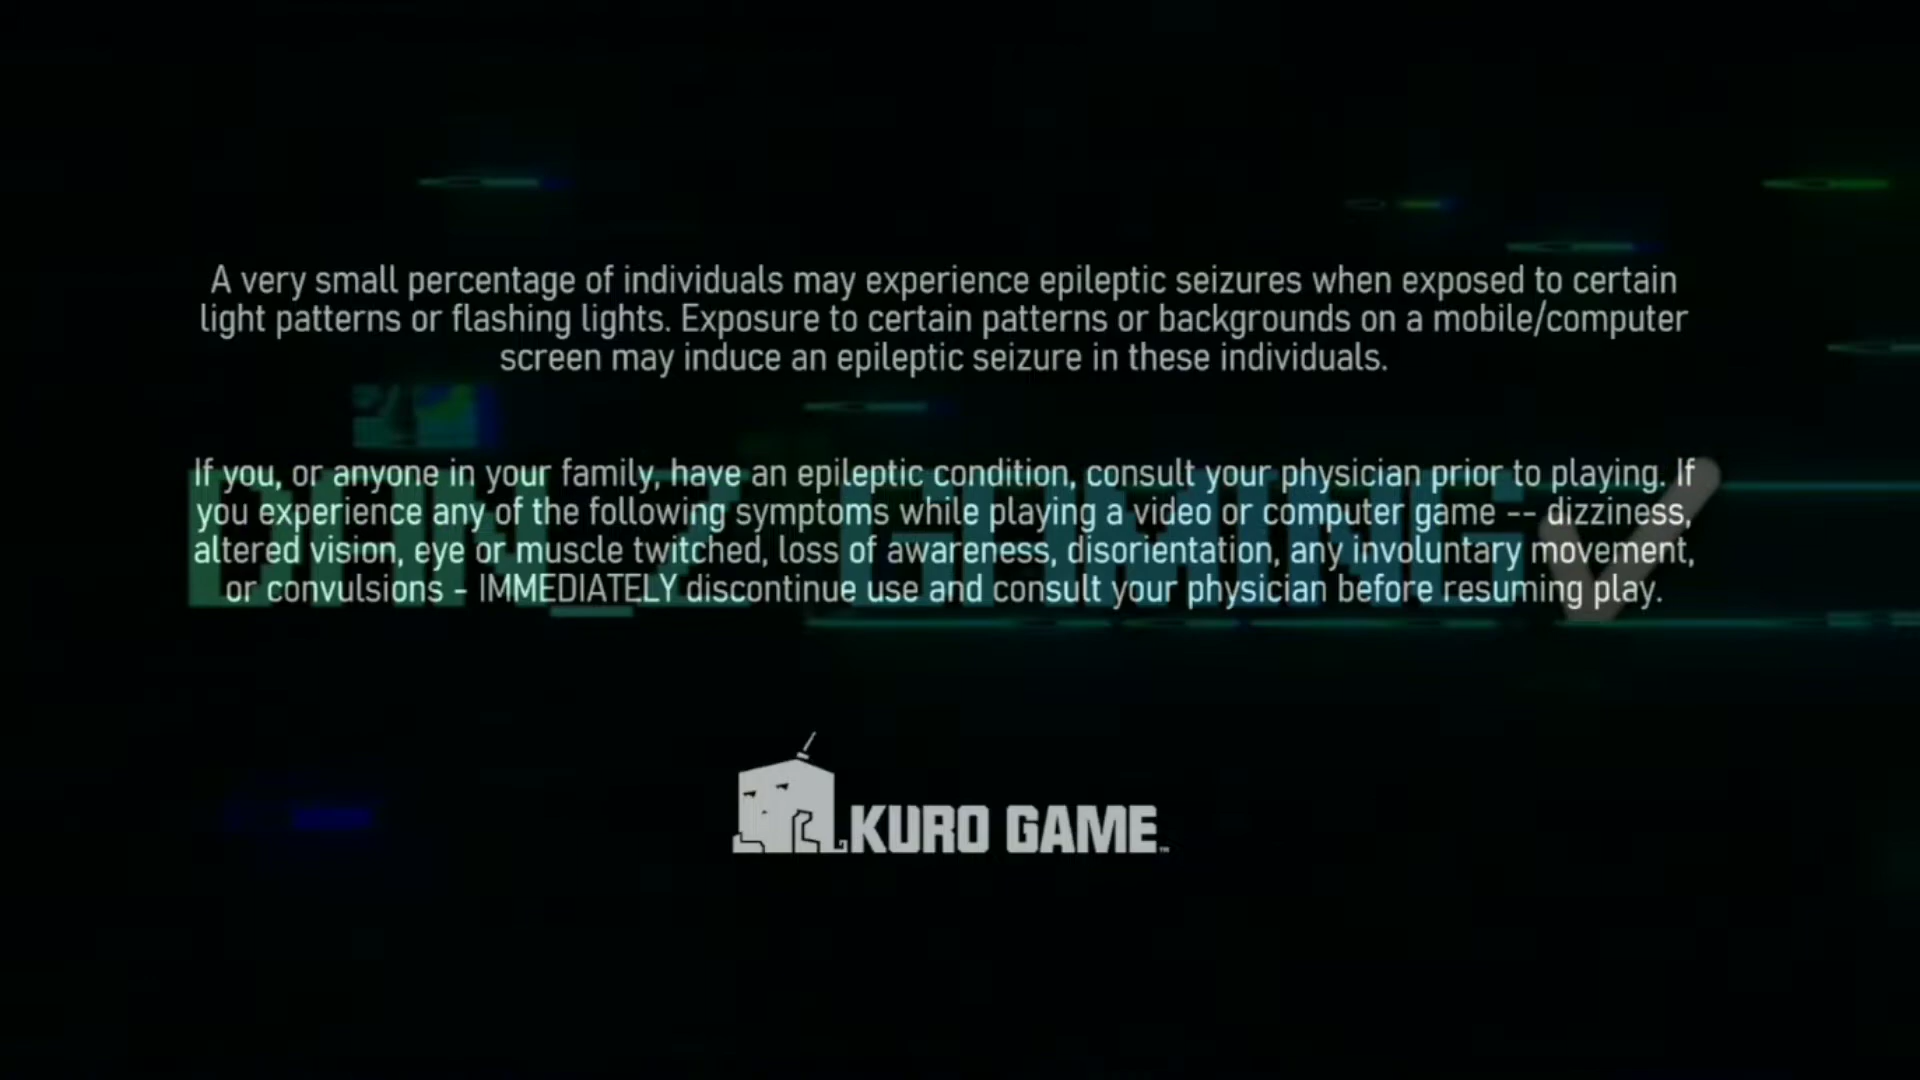 A very small percentage of individuals may experience epileptic seizures when exposed to certain
light patterns or flashing lights. Exposure to certain patterns or backgrounds on a mobile/computer
screen may induce an epileptic seizure in these individuals.
If you, or anyone in your family, have an epileptic condition, consult your physician prior to playing. If
you experience any of the following symptoms while playing a video or computer game -- dizziness,
altered vision, eye or muscle twitched, loss of awareness, disorientation, any involuntary movement,
or convulsions - IMMEDIATELY discontinue use and consult your physician before resuming play.
DAN_Z GAMING
KURO GAME™